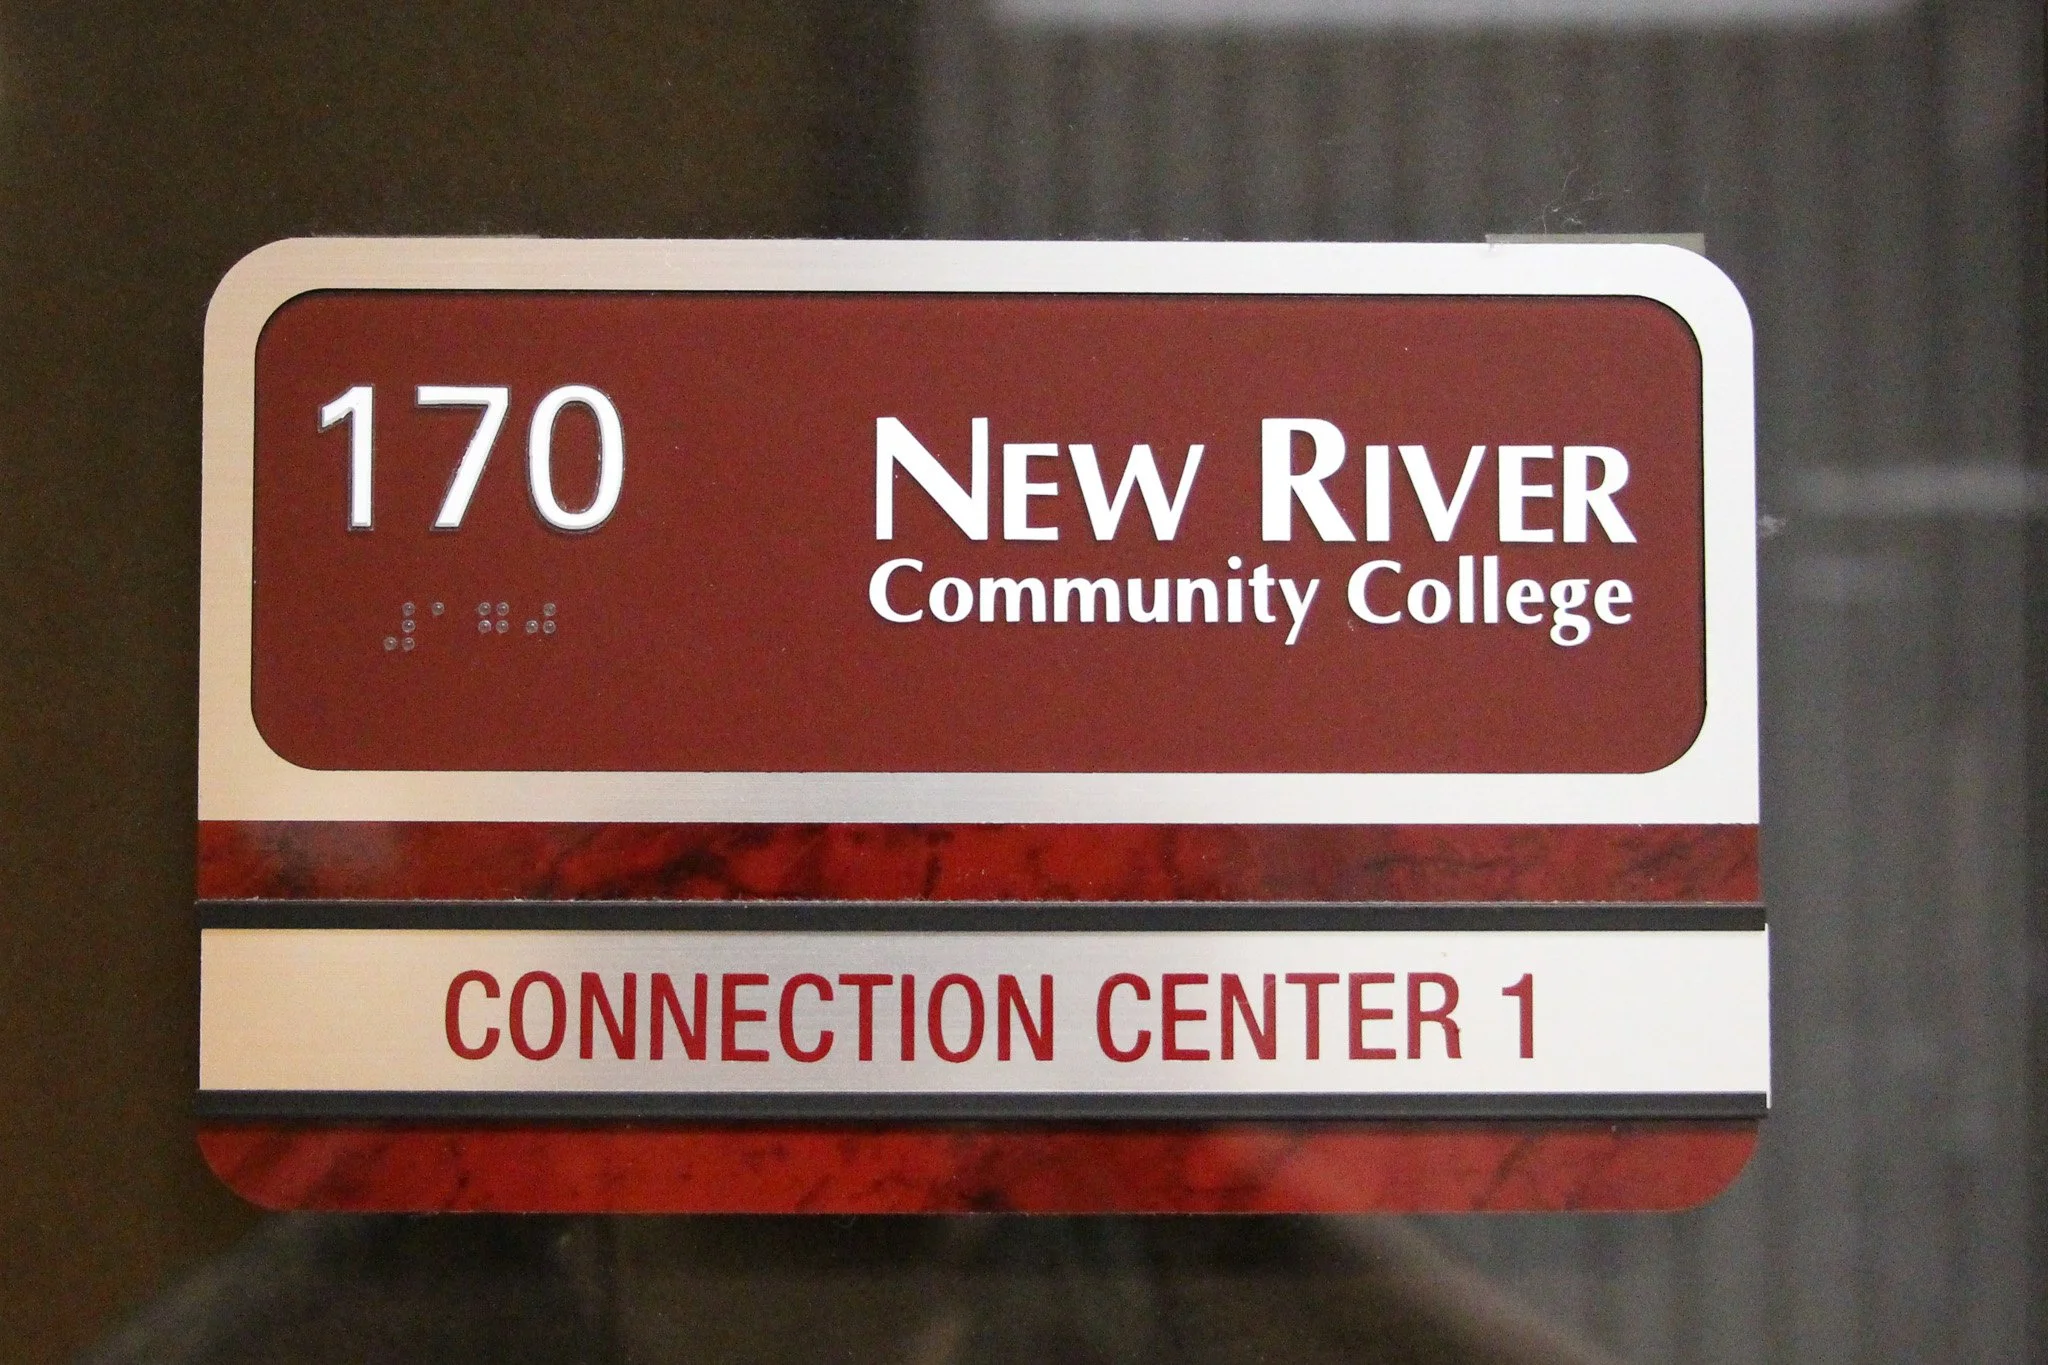 170
NEW RIVER
Community College
⠼⠁⠛⠚
CONNECTION CENTER 1